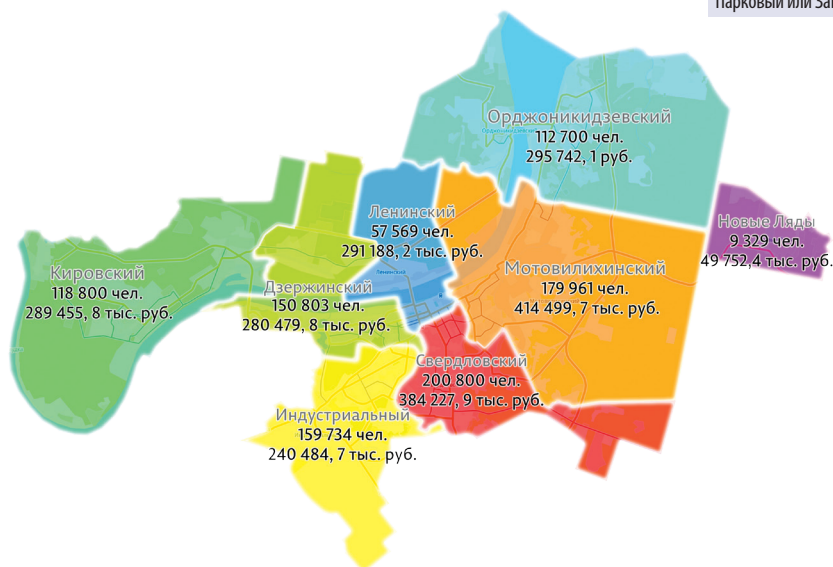 Парковый или
Орджоникидзевский
112 700 чел.
295 742, 1 руб.
Ленинский
57 569 чел.
291 188, 2 тыс. руб.
Новые Ляды
9 329 чел.
49 752,4 тыс. руб.
Кировский
118 800 чел.
289 455, 8 тыс. руб.
Дзержинский
150 803 чел.
280 479, 8 тыс. руб.
Мотовилихинский
179 961 чел.
414 499, 7 тыс. руб.
Свердловский
200 800 чел.
384 227, 9 тыс. руб.
Индустриальный
159 734 чел.
240 484, 7 тыс. руб.